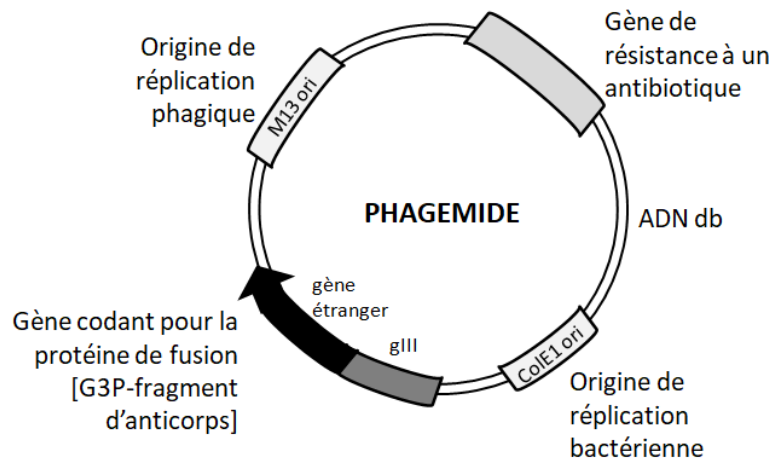 Origine de
réplication
phagique
M13 ori
Gène de
résistance à un
antibiotique
PHAGEMIDE
ADN db
gène
étranger
gIII
Gène codant pour la
protéine de fusion
[G3P-fragment
d’anticorps]
ColE1 ori
Origine de
réplication
bactérienne